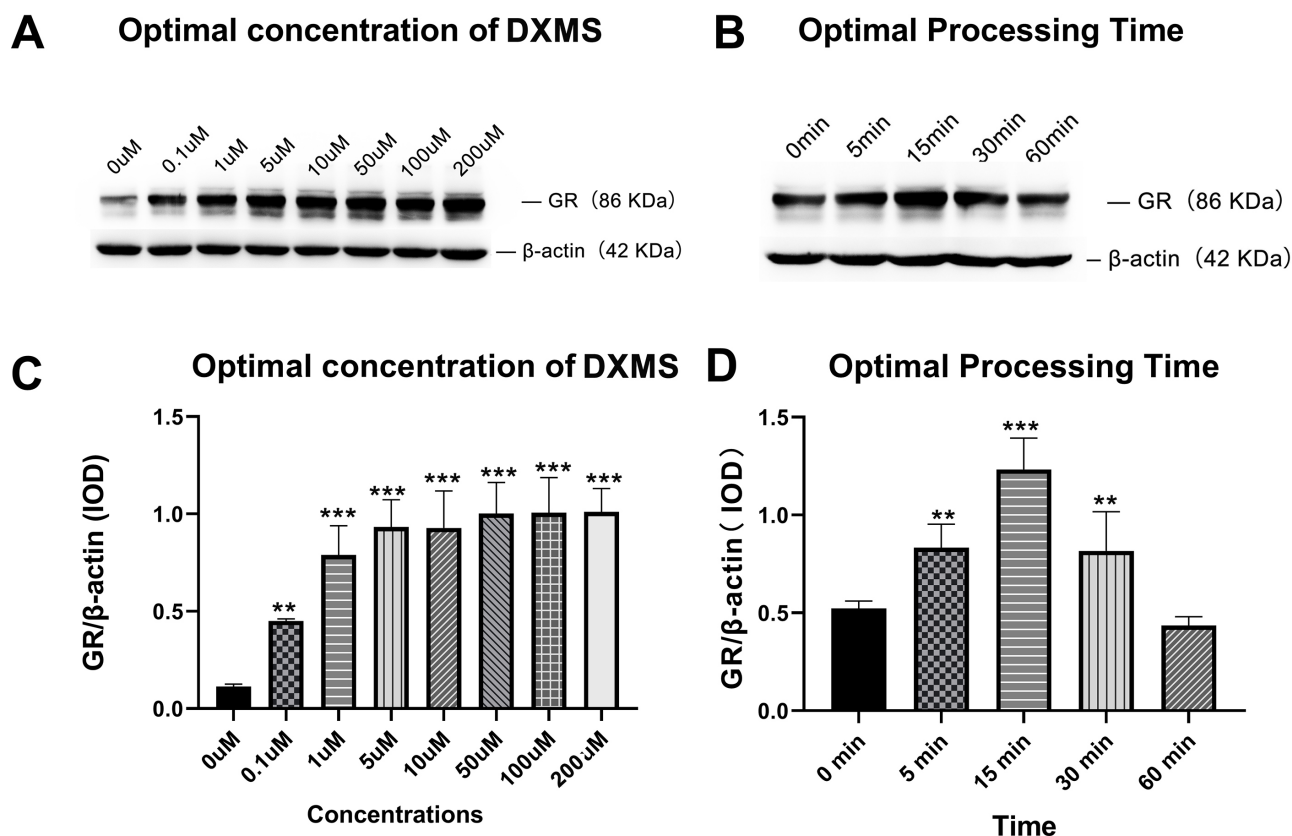 A Optimal concentration of DXMS
0uM 0.1uM 1uM 5uM 10uM 50uM 100uM 200uM
— GR（86 KDa）
— β-actin（42 KDa）
B Optimal Processing Time
0min 5min 15min 30min 60min
— GR（86 KDa）
— β-actin（42 KDa）
C Optimal concentration of DXMS
GR/β-actin (IOD)
1.5
1.0
0.5
0.0
** *** *** *** *** *** ***
0uM 0.1uM 1uM 5uM 10uM 50uM 100uM 200uM
Concentrations
D Optimal Processing Time
GR/β-actin（IOD）
1.5
1.0
0.5
0.0
** *** **
0 min 5 min 15 min 30 min 60 min
Time